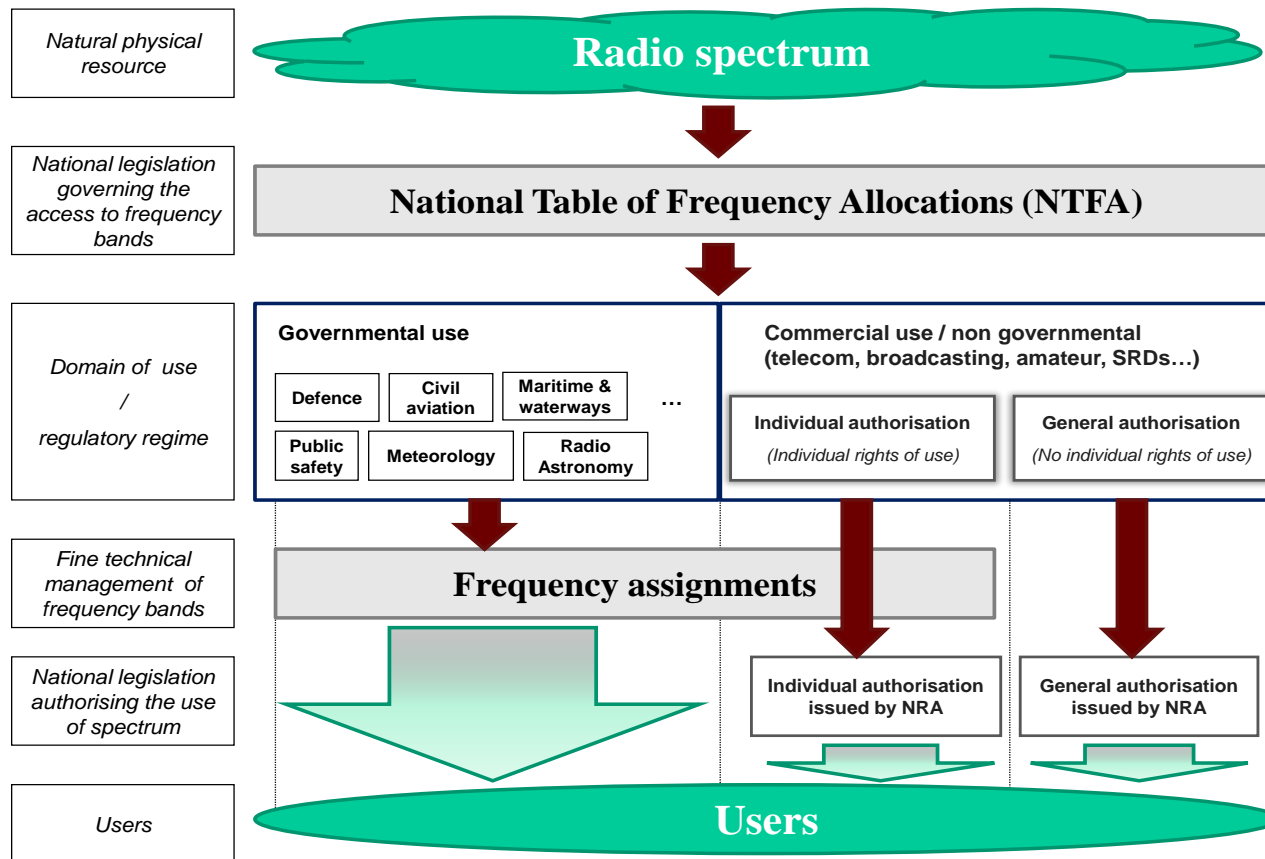 Natural physical
resource
Radio spectrum
National legislation
governing the
access to frequency
bands
National Table of Frequency Allocations (NTFA)
Domain of use
/
regulatory regime
Governmental use
Defence
Civil
aviation
Maritime &
waterways
...
Public
safety
Meteorology
Radio
Astronomy
Commercial use / non governmental
(telecom, broadcasting, amateur, SRDs...)
Individual authorisation
(Individual rights of use)
General authorisation
(No individual rights of use)
Fine technical
management of
frequency bands
Frequency assignments
National legislation
authorising the use
of spectrum
Individual authorisation
issued by NRA
General authorisation
issued by NRA
Users
Users